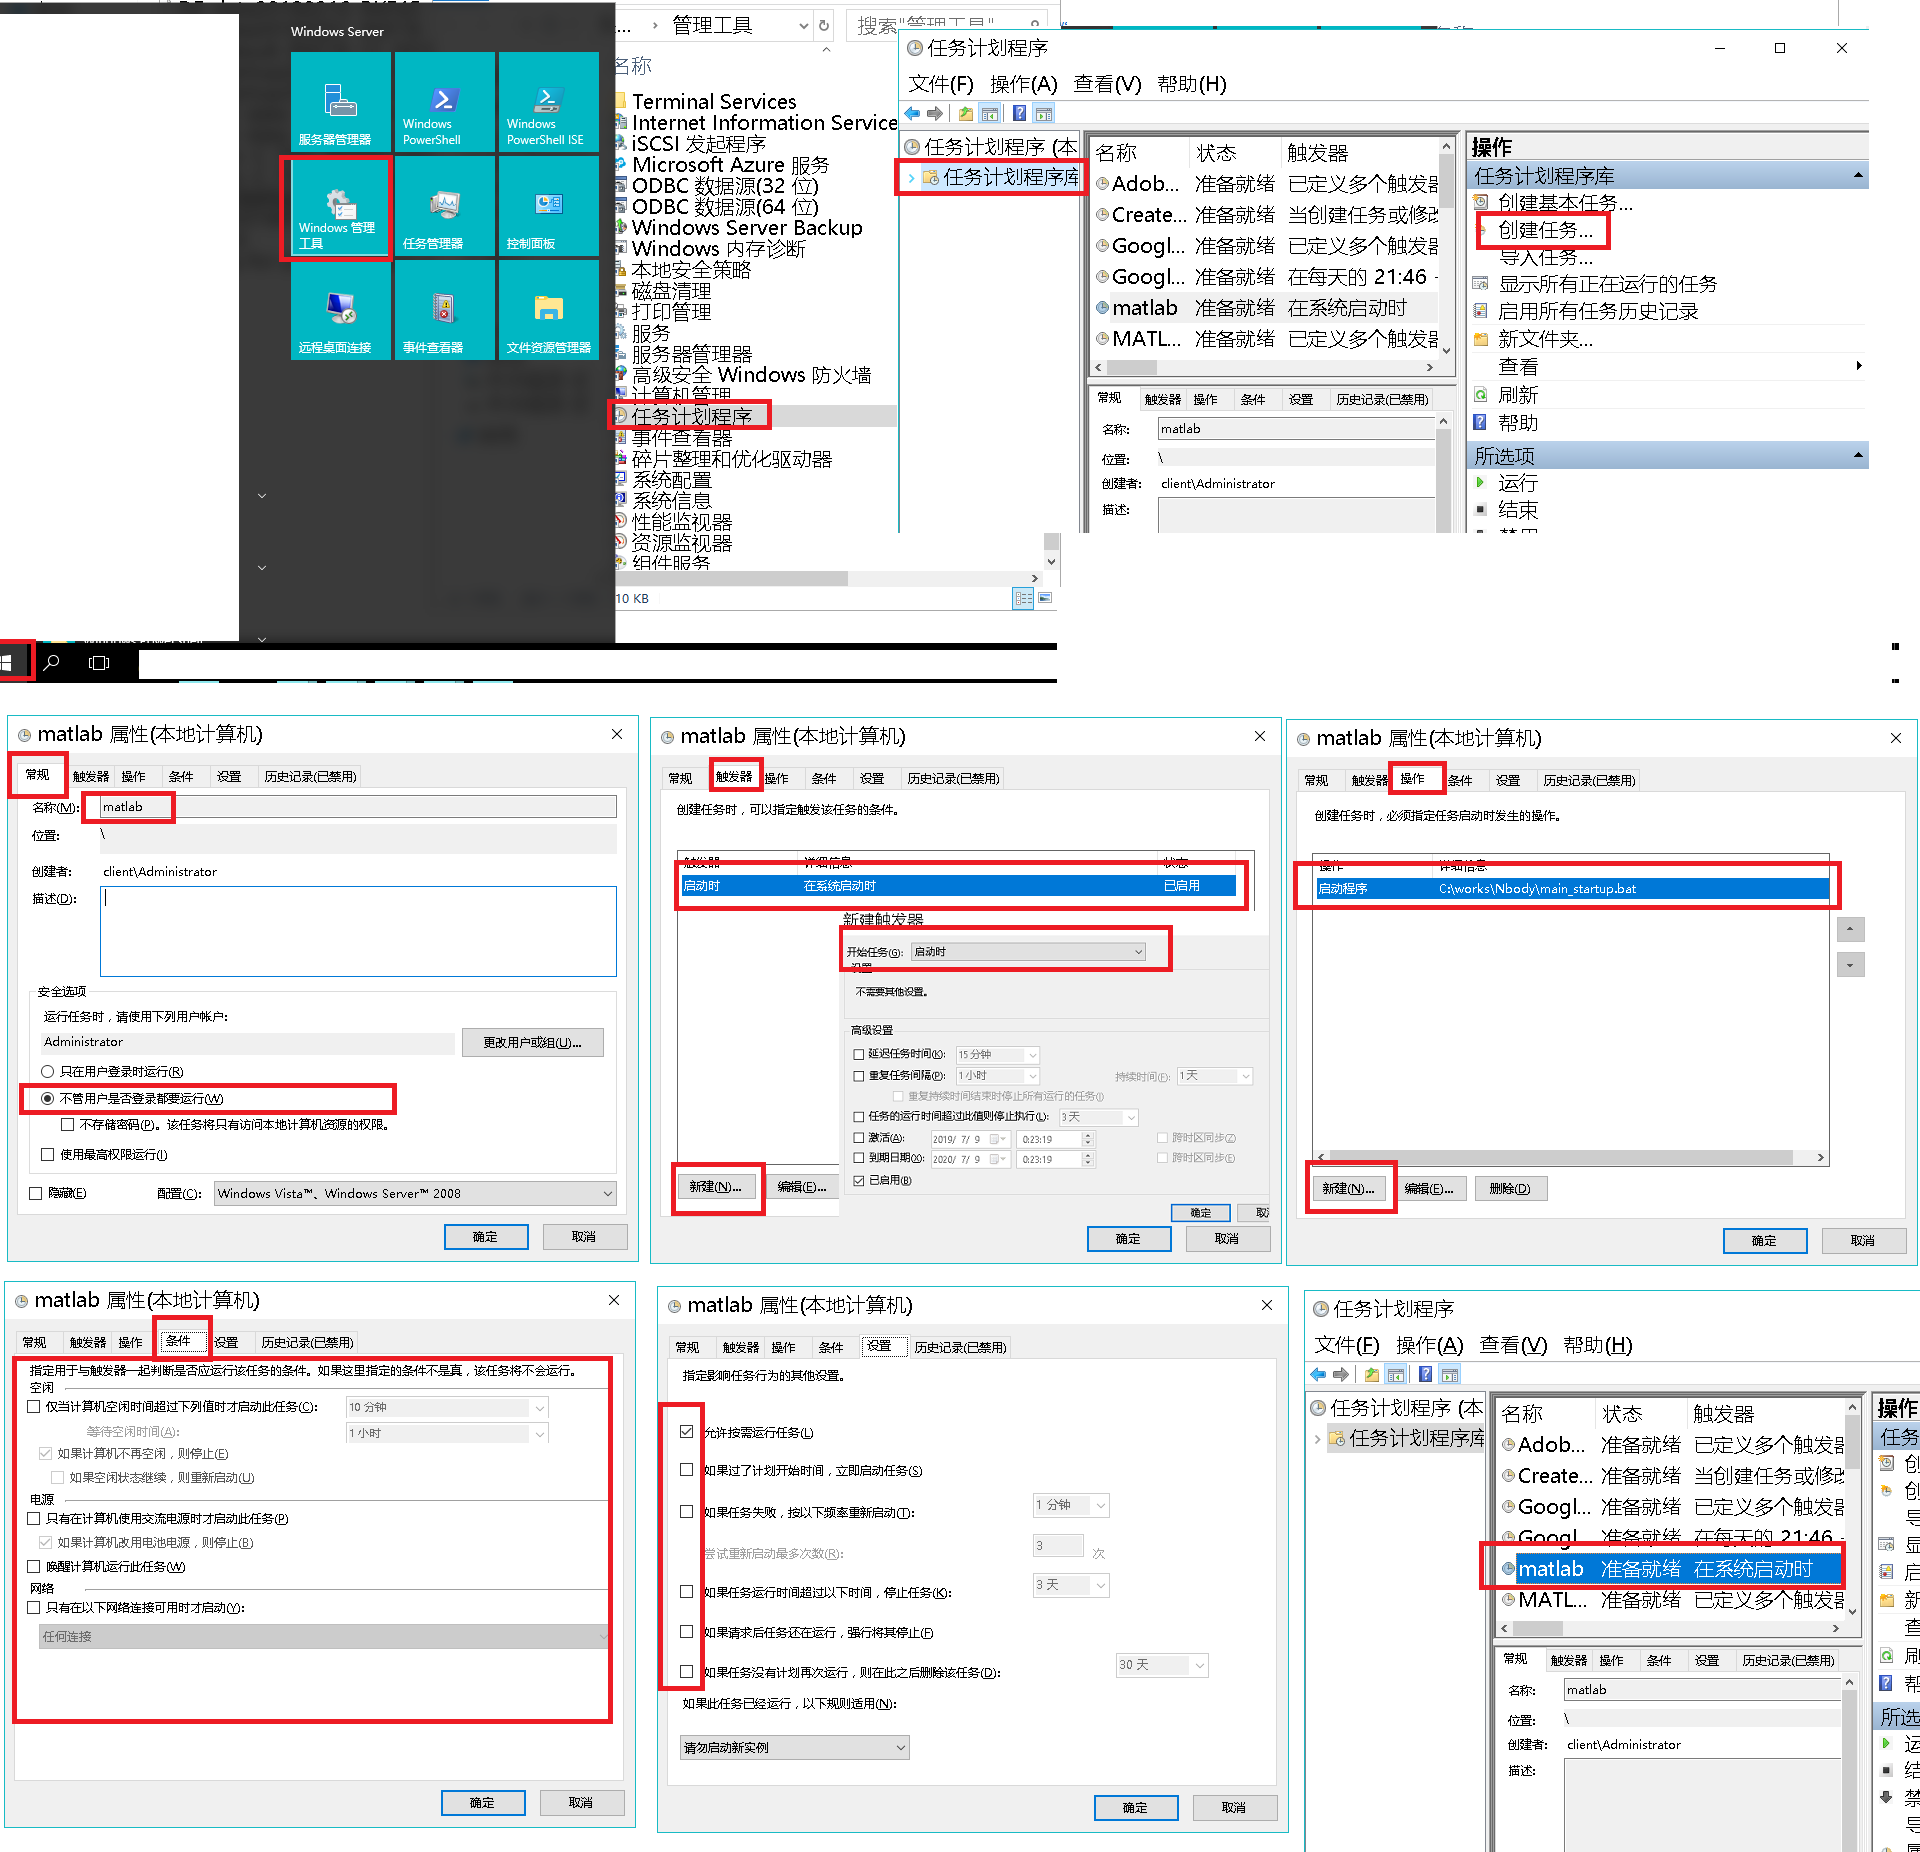 Windows Server
服务器管理器
Windows PowerShell
Windows PowerShell ISE
Windows 管理工具
任务管理器
控制面板
远程桌面连接
事件查看器
文件资源管理器
管理工具
搜索"管理工具"
名称
Terminal Services
Internet Information Service
iSCSI 发起程序
Microsoft Azure 服务
ODBC 数据源(32 位)
ODBC 数据源(64 位)
Windows Server Backup
Windows 内存诊断
本地安全策略
磁盘清理
打印管理
服务
服务器管理器
高级安全 Windows 防火墙
计算机管理
任务计划程序
事件查看器
碎片整理和优化驱动器
系统配置
系统信息
性能监视器
资源监视器
组件服务
10 KB
任务计划程序
文件(F) 操作(A) 查看(V) 帮助(H)
任务计划程序 (本
任务计划程序库
名称 状态 触发器
Adob... 准备就绪 已定义多个触发器
Create... 准备就绪 当创建任务或修改
Googl... 准备就绪 已定义多个触发器
Googl... 准备就绪 在每天的 21:46
matlab 准备就绪 在系统启动时
MATL... 准备就绪 已定义多个触发器
常规 触发器 操作 条件 设置 历史记录(已禁用)
名称: matlab
位置: \
创建者: client\Administrator
描述:
操作
任务计划程序库
创建基本任务...
创建任务...
导入任务...
显示所有正在运行的任务
启用所有任务历史记录
新文件夹...
查看
刷新
帮助
所选项
运行
结束
matlab 属性(本地计算机)
常规 触发器 操作 条件 设置 历史记录(已禁用)
名称(M): matlab
位置: \
创建者: client\Administrator
描述(D):
安全选项
运行任务时，请使用下列用户帐户:
Administrator 更改用户或组(U)...
只在用户登录时运行(R)
不管用户是否登录都要运行(W)
不存储密码(P)。该任务将只有访问本地计算机资源的权限。
使用最高权限运行(I)
隐藏(E) 配置(C): Windows Vista™、Windows Server™ 2008
确定 取消
matlab 属性(本地计算机)
常规 触发器 操作 条件 设置 历史记录(已禁用)
创建任务时，可以指定触发该任务的条件。
触发器 详细信息 状态
启动时 在系统启动时 已启用
新建触发器
开始任务(G): 启动时
设置
不需要其他设置。
高级设置
延迟任务时间(K): 15 分钟
重复任务间隔(P): 1 小时 持续时间(F): 1 天
重复持续时间结束时停止所有运行的任务(I)
任务的运行时间超过此值则停止执行(L): 3 天
激活(A): 2019/ 7/ 9 0:23:19 跨时区同步(Z)
到期日期(X): 2020/ 7/ 9 0:23:19 跨时区同步(E)
已启用(B)
新建(N)... 编辑(E)...
确定 取
确定 取消
matlab 属性(本地计算机)
常规 触发器 操作 条件 设置 历史记录(已禁用)
创建任务时，必须指定任务启动时发生的操作。
操作 详细信息
启动程序 C:\works\Nbody\main_startup.bat
新建(N)... 编辑(E)... 删除(D)
确定 取消
matlab 属性(本地计算机)
常规 触发器 操作 条件 设置 历史记录(已禁用)
指定用于与触发器一起判断是否应运行该任务的条件。如果这里指定的条件不是真，该任务将不会运行。
空闲
仅当计算机空闲时间超过下列值时才启动此任务(C): 10 分钟
等待空闲时间(A): 1 小时
如果计算机不再空闲，则停止(E)
如果空闲状态继续，则重新启动(U)
电源
只有在计算机使用交流电源时才启动此任务(P)
如果计算机改用电池电源，则停止(B)
唤醒计算机运行此任务(W)
网络
只有在以下网络连接可用时才启动(Y):
任何连接
确定 取消
matlab 属性(本地计算机)
常规 触发器 操作 条件 设置 历史记录(已禁用)
指定影响任务行为的其他设置。
允许按需运行任务(L)
如果过了计划开始时间，立即启动任务(S)
如果任务失败，按以下频率重新启动(T): 1 分钟
尝试重新启动最多次数(R): 3 次
如果任务运行时间超过以下时间，停止任务(K): 3 天
如果请求后任务还在运行，强行将其停止(F)
如果任务没有计划再次运行，则在此之后删除该任务(D): 30 天
如果此任务已经运行，以下规则适用(N):
请勿启动新实例
确定 取消
任务计划程序
文件(F) 操作(A) 查看(V) 帮助(H)
任务计划程序 (本
任务计划程序库
名称 状态 触发器
Adob... 准备就绪 已定义多个触发器
Create... 准备就绪 当创建任务或修改
Googl... 准备就绪 已定义多个触发器
Googl... 准备就绪 在每天的 21:46
matlab 准备就绪 在系统启动时
MATL... 准备就绪 已定义多个触发器
常规 触发器 操作 条件 设置 历史记录(已禁用)
名称: matlab
位置: \
创建者: client\Administrator
描述:
操作
任务
所选